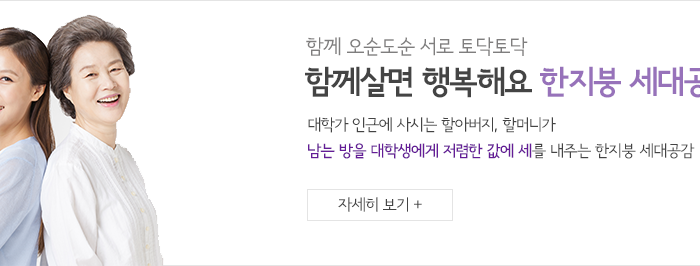 함께 오순도순 서로 토닥토닥
함께살면 행복해요 한지붕 세대
대학가 인근에 사시는 할아버지, 할머니가
남는 방을 대학생에게 저렴한 값에 세를 내주는 한지붕 세대공감
자세히 보기 +